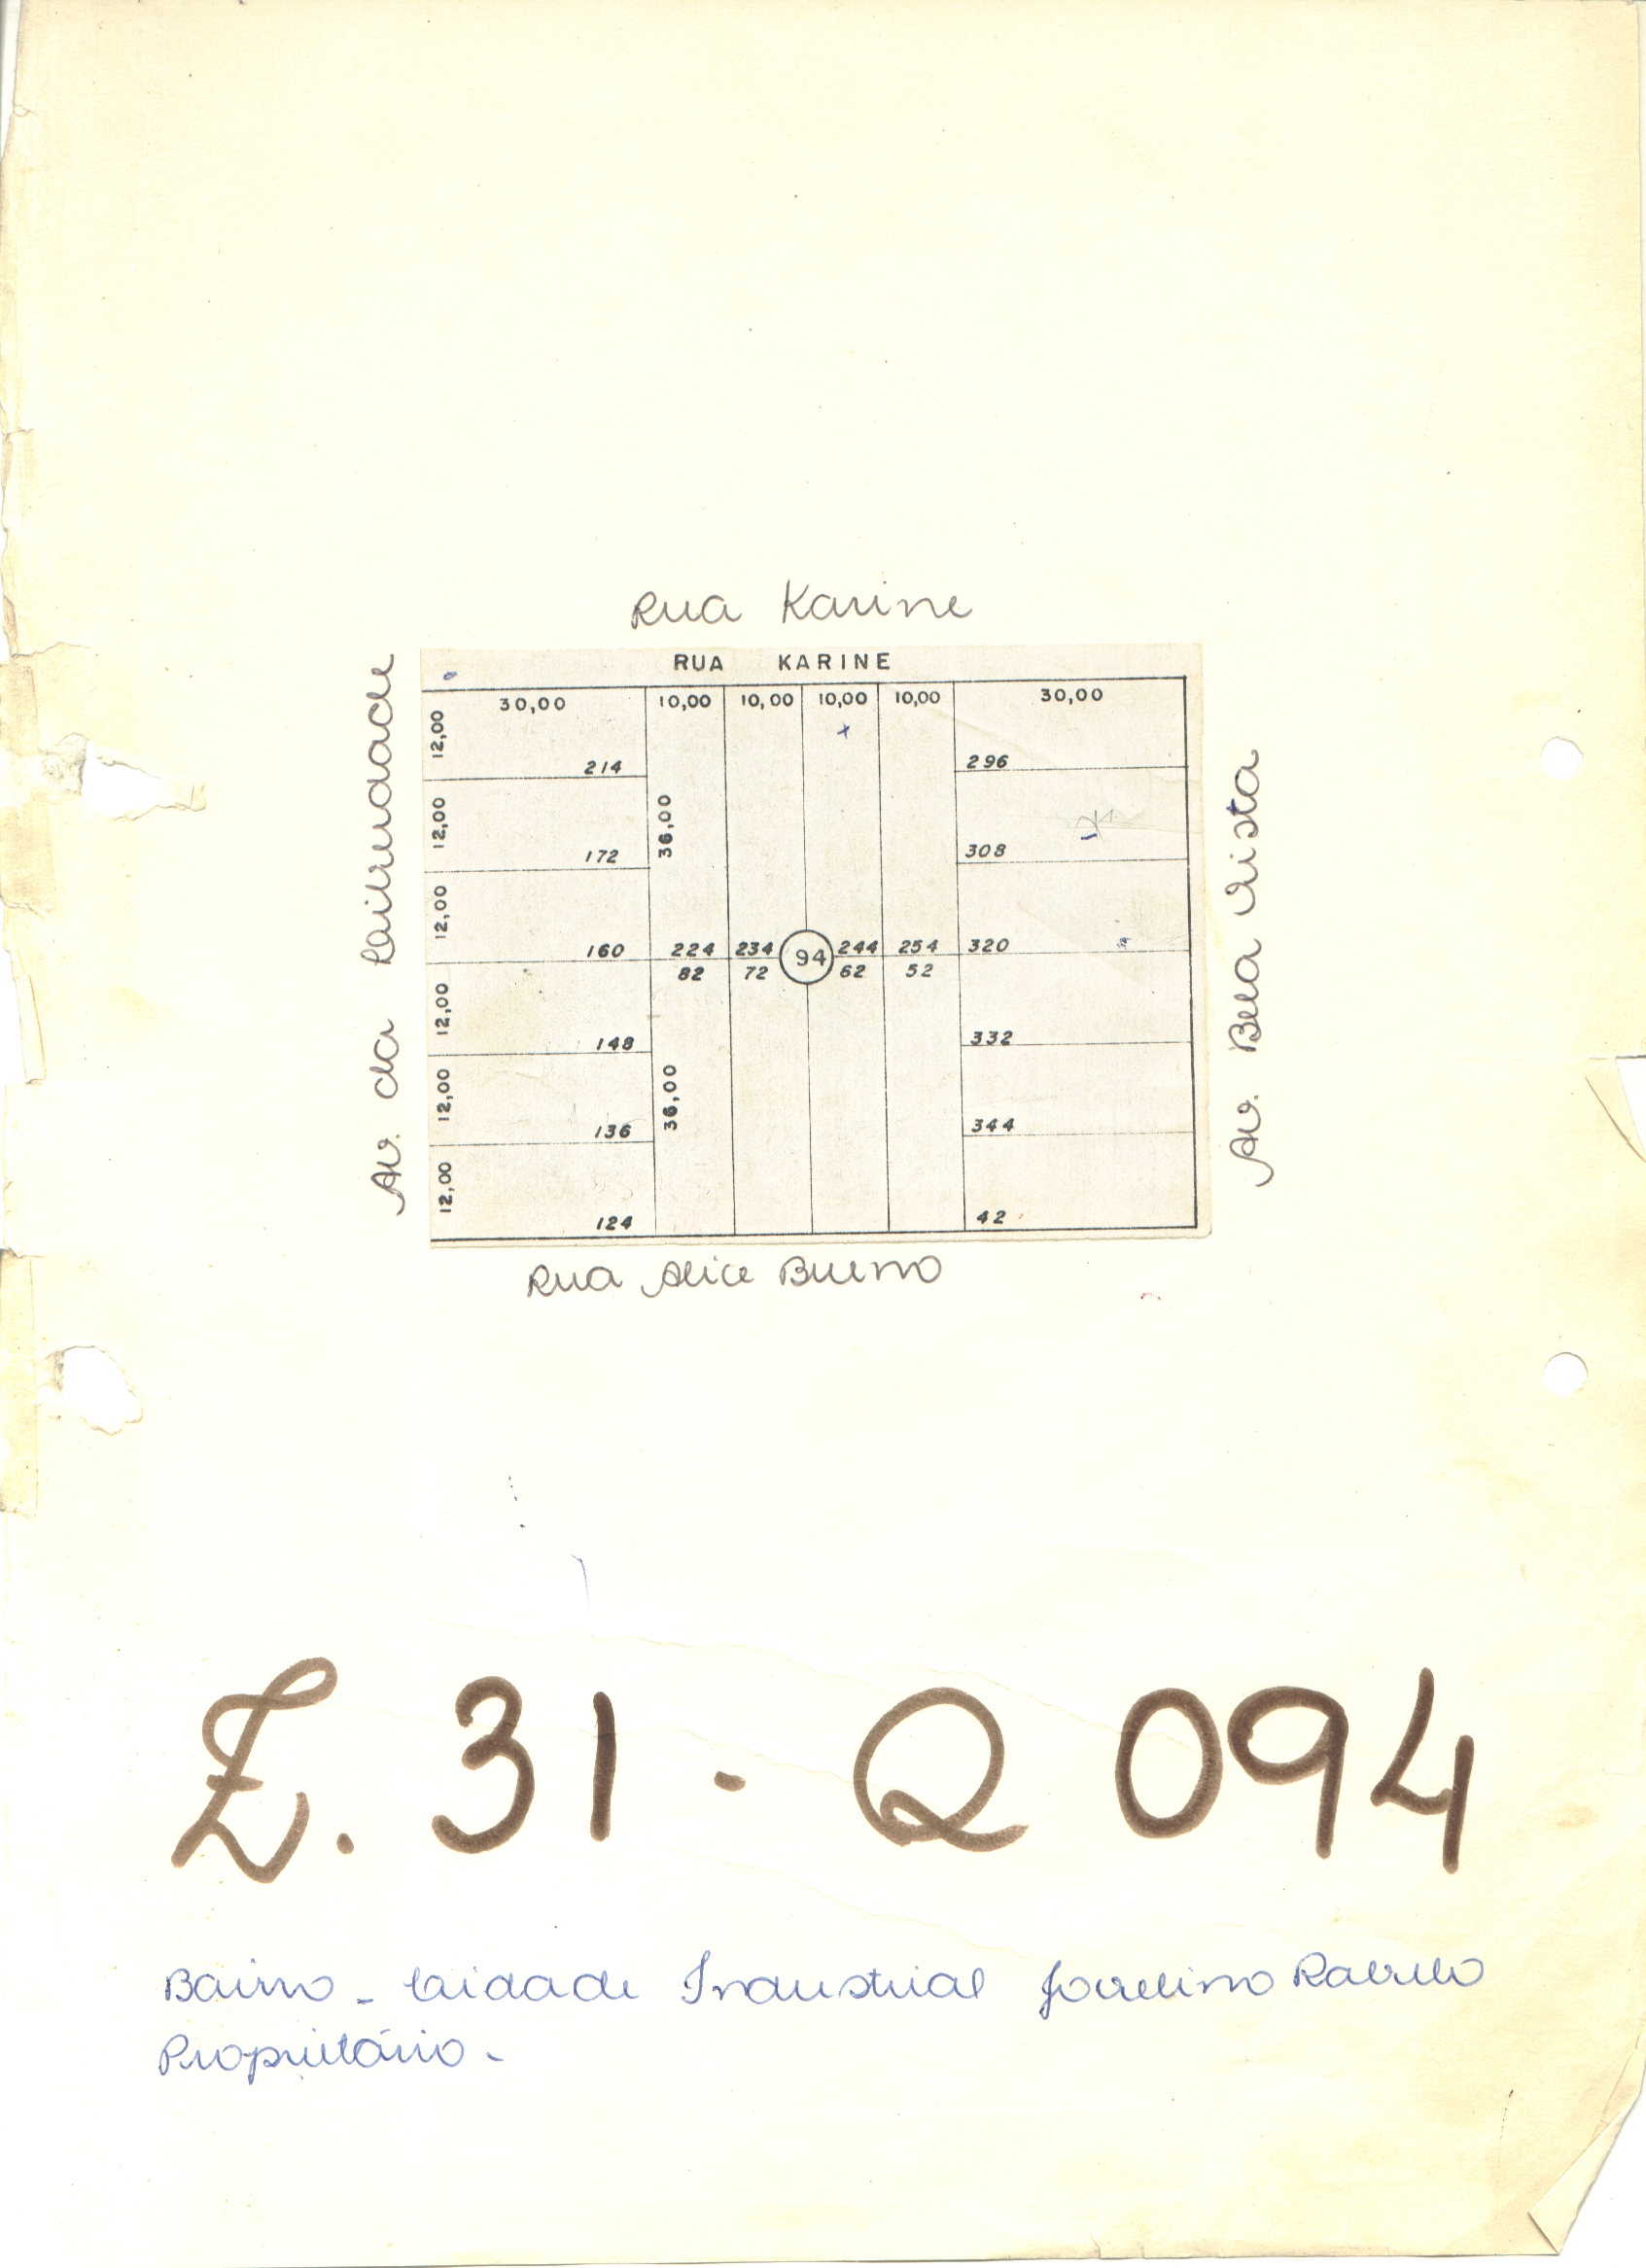 Rua Karine
RUA KARINE
30,00 10,00 10,00 10,00 10,00 30,00
12,00
214 296
12,00 36,00
172 308
12,00
160 224 234 94 244 254 320
82 72 62 52
12,00
148 332
12,00 36,00
136 344
12,00
124 42
Av. da
Av. Bela Vista
Rua Alice Bueno
Z. 31 - Q 094
Bairro - Cidade Industrial Jovelino Rabelo
Proprietário -